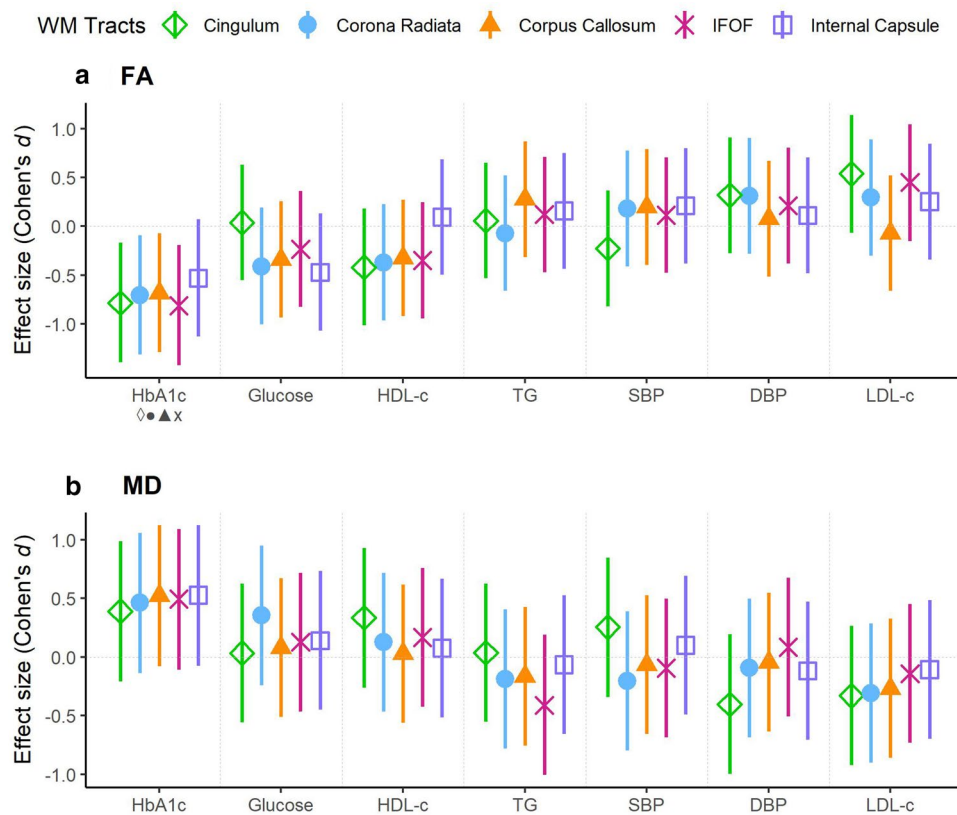 WM Tracts Cingulum Corona Radiata Corpus Callosum IFOF Internal Capsule
a FA
Effect size (Cohen's d)
1.0
0.5
0.0
-0.5
-1.0
HbA1c Glucose HDL-c TG SBP DBP LDL-c
◊●▲x
b MD
Effect size (Cohen's d)
1.0
0.5
0.0
-0.5
-1.0
HbA1c Glucose HDL-c TG SBP DBP LDL-c